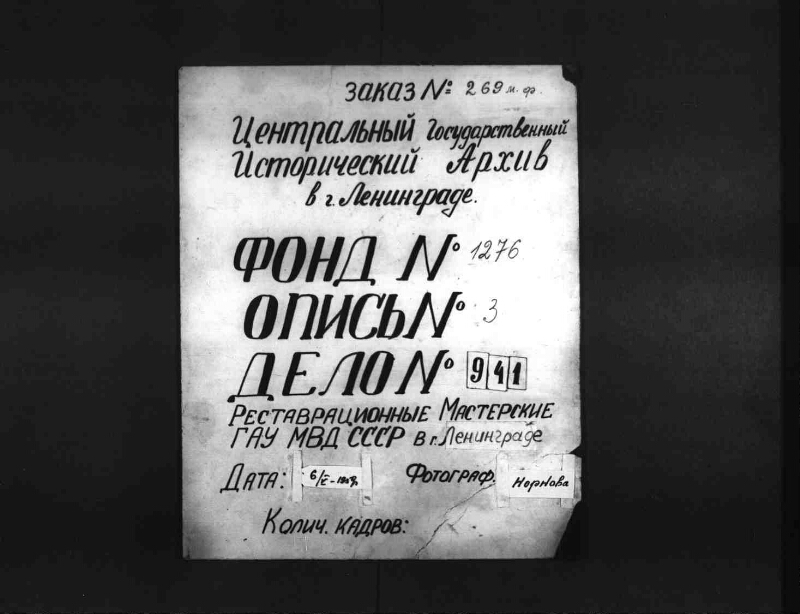 Заказ №: 269 м. ф.
Центральный Государственный
Исторический Архив
в г. Ленинграде.
ФОНД № 1276
ОПИСЬ № 3
ДЕЛО № 941
Реставрационные Мастерские
ГАУ МВД СССР в г. Ленинграде
Дата:
Фотограф.
Колич. кадров: